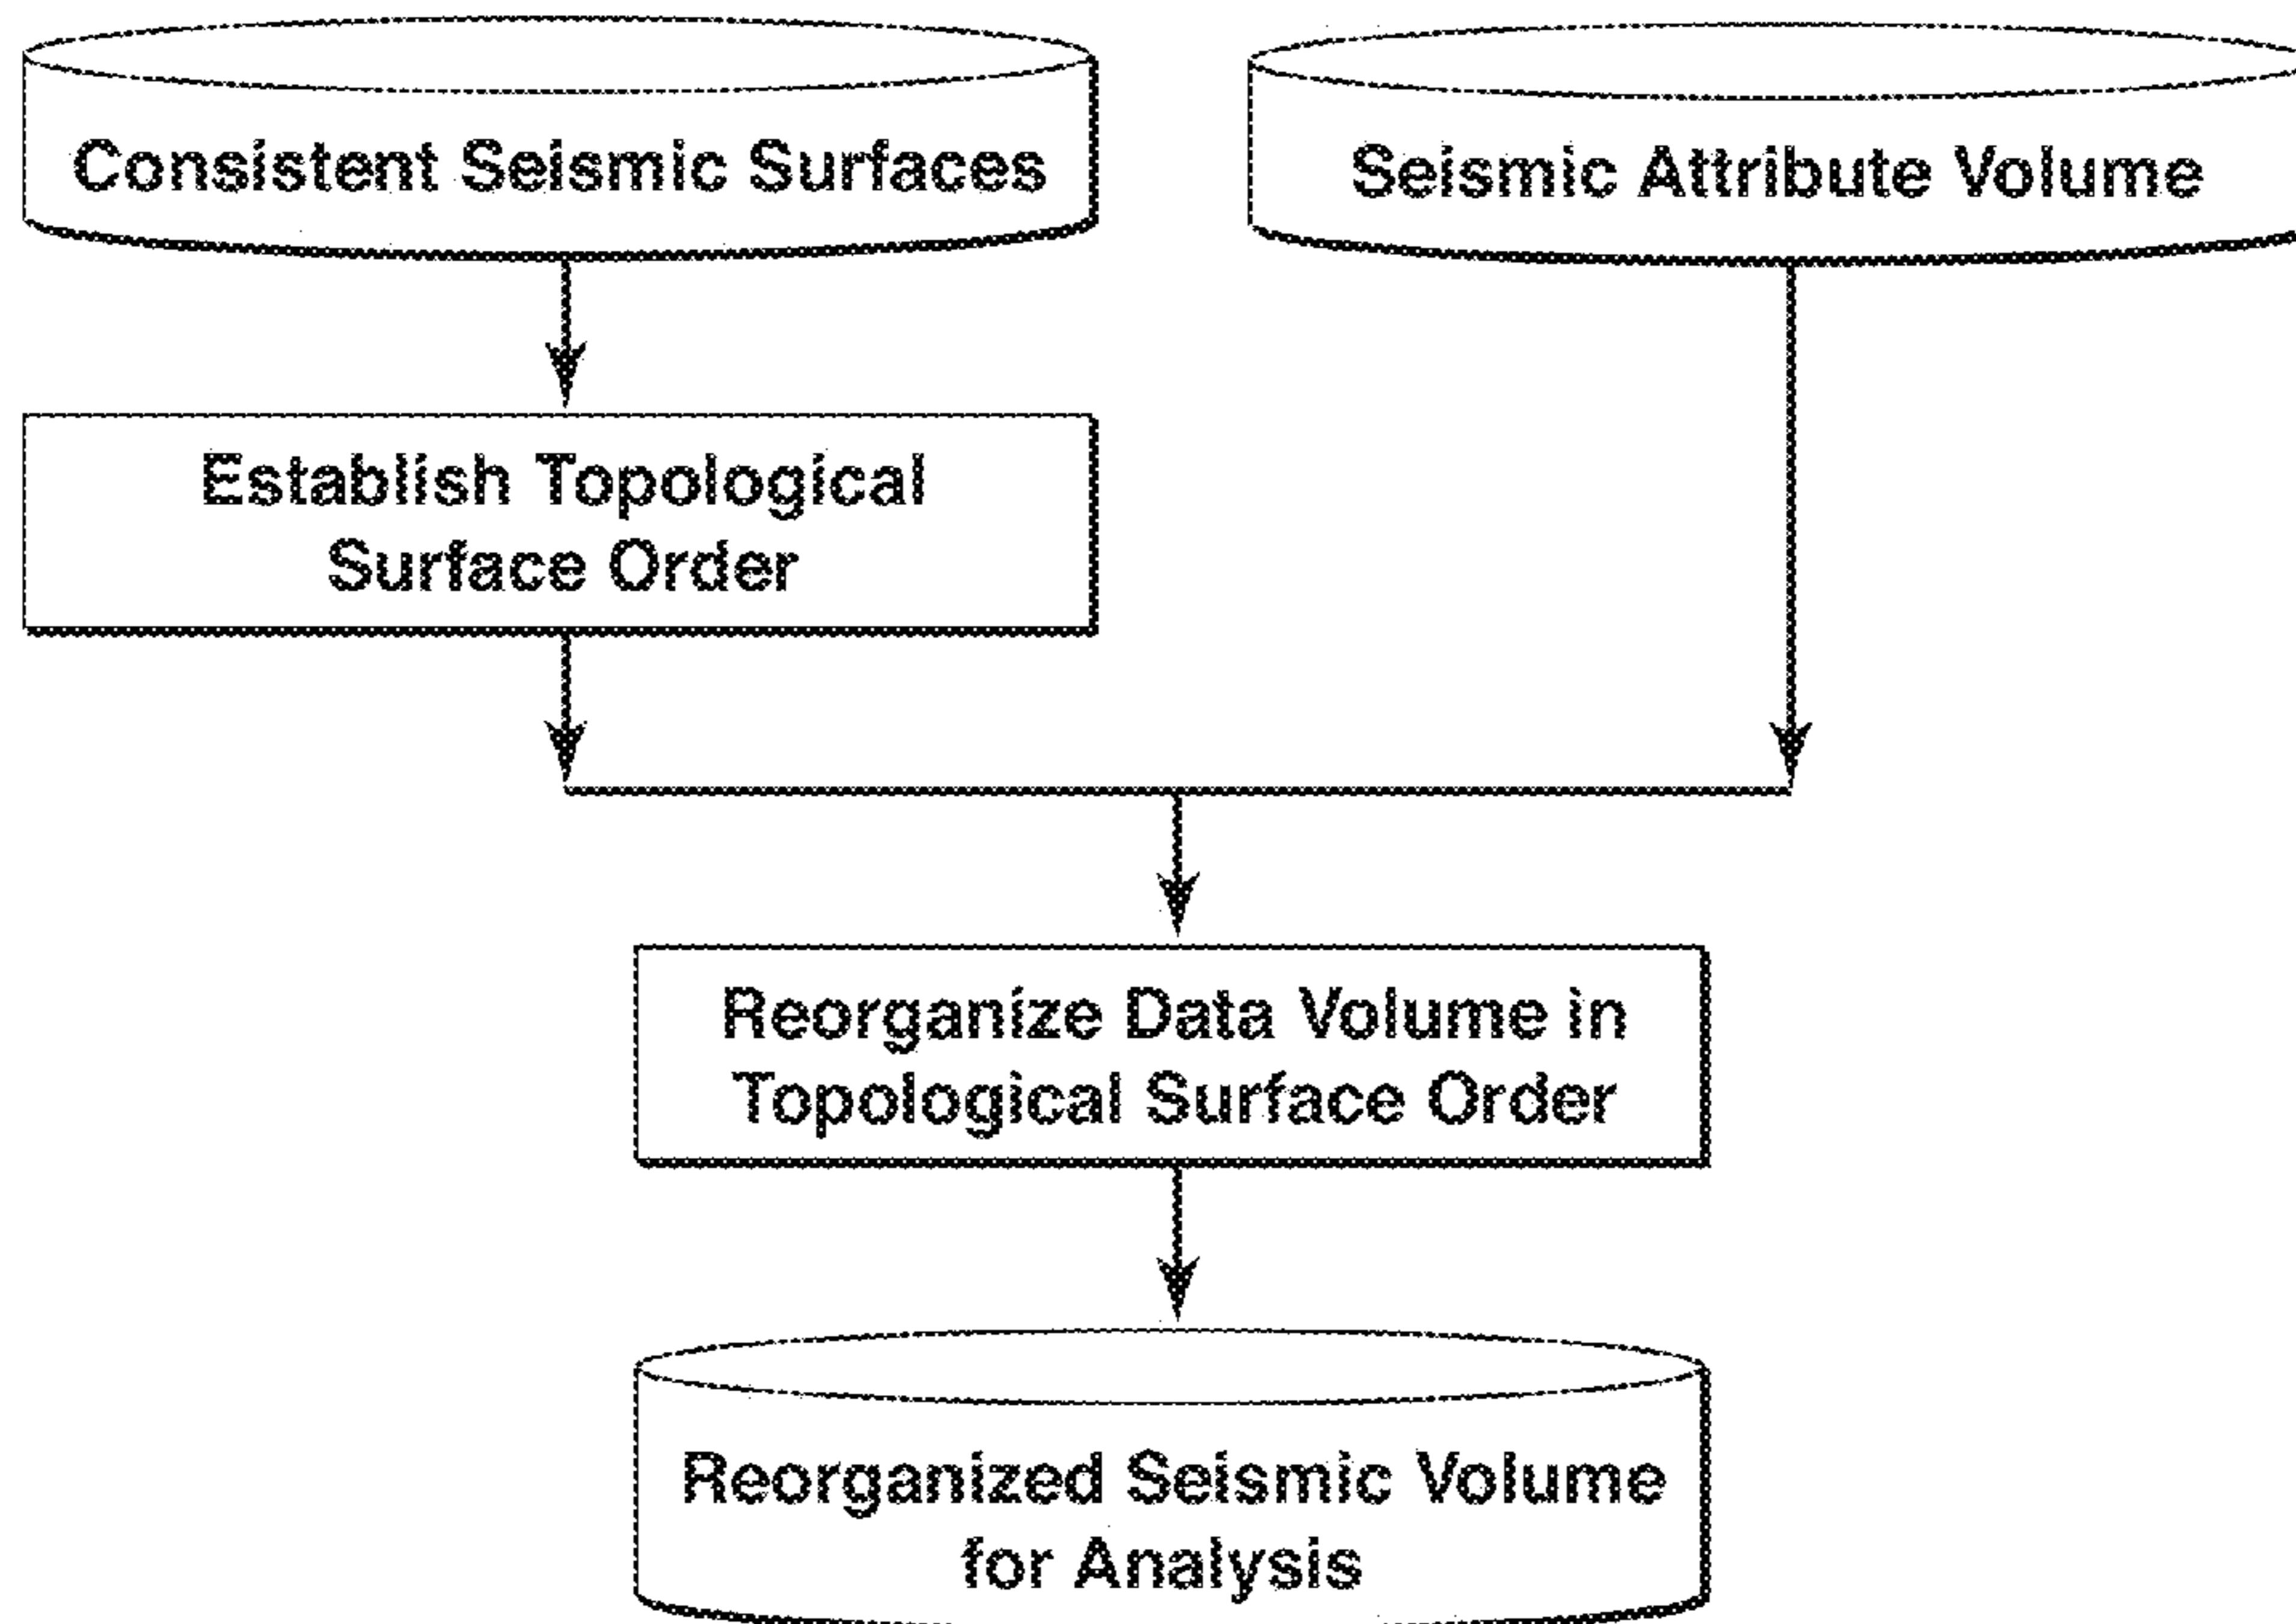 Consistent Seismic Surfaces
Seismic Attribute Volume
Establish Topological
Surface Order
Reorganize Data Volume in
Topological Surface Order
Reorganized Seismic Volume
for Analysis